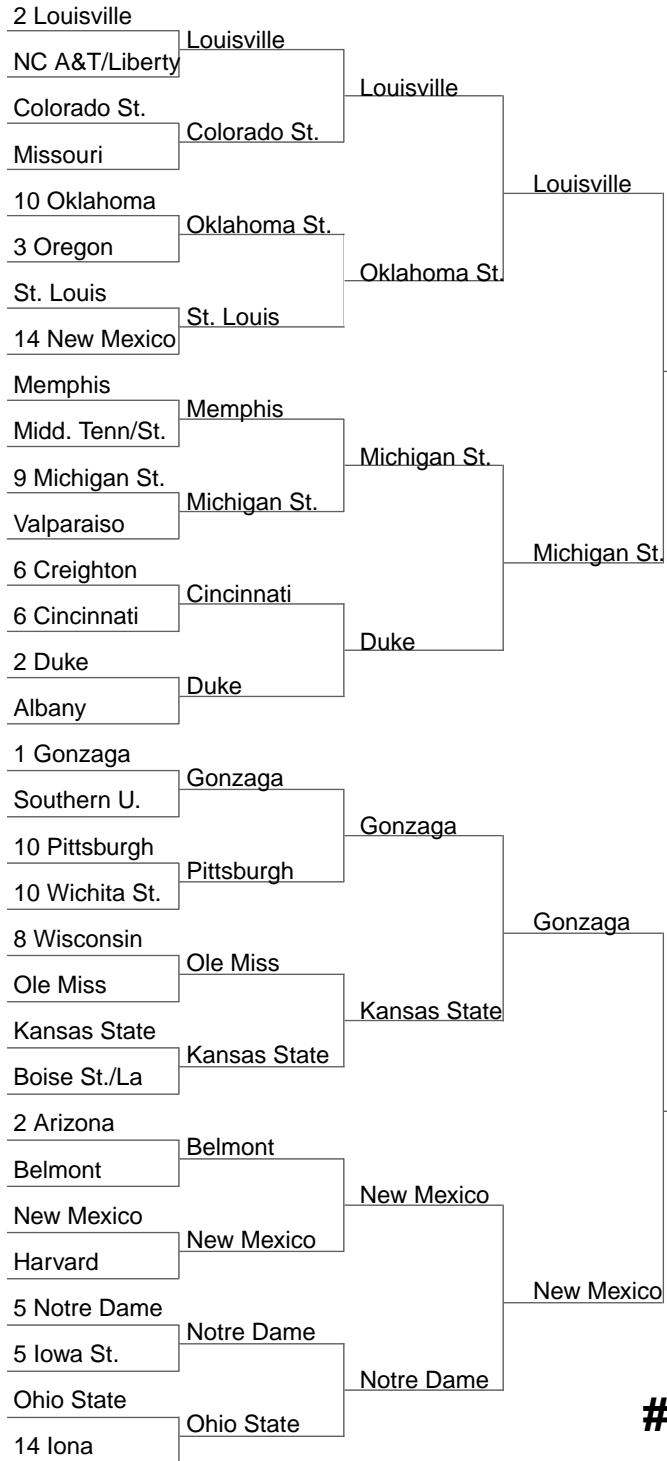 2 Louisville
NC A&T/Liberty
Colorado St.
Missouri
10 Oklahoma
3 Oregon
St. Louis
14 New Mexico
Memphis
Midd. Tenn/St.
9 Michigan St.
Valparaiso
6 Creighton
6 Cincinnati
2 Duke
Albany
1 Gonzaga
Southern U.
10 Pittsburgh
10 Wichita St.
8 Wisconsin
Ole Miss
Kansas State
Boise St./La
2 Arizona
Belmont
New Mexico
Harvard
5 Notre Dame
5 Iowa St.
Ohio State
14 Iona
Louisville
Colorado St.
Oklahoma St.
St. Louis
Memphis
Michigan St.
Cincinnati
Duke
Gonzaga
Pittsburgh
Ole Miss
Kansas State
Belmont
New Mexico
Notre Dame
Ohio State
Louisville
Oklahoma St.
Michigan St.
Duke
Gonzaga
Kansas State
New Mexico
Notre Dame
Louisville
Michigan St.
Gonzaga
New Mexico
#